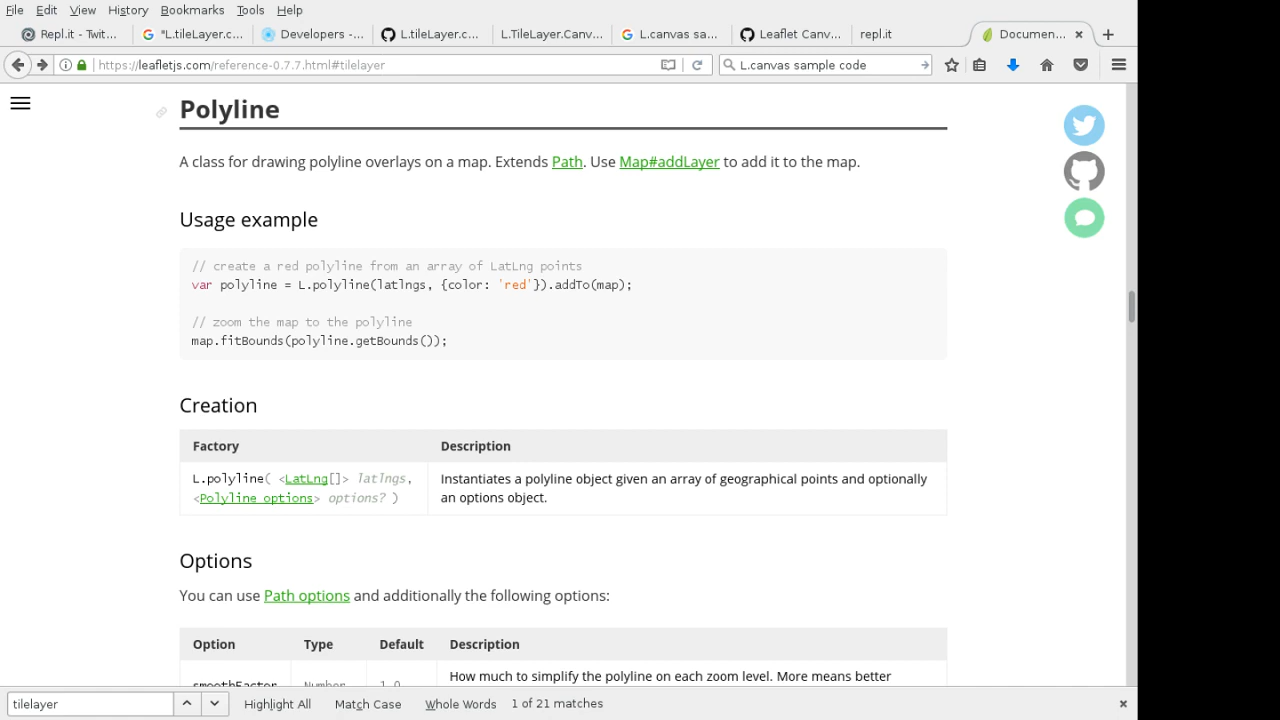 File Edit View History Bookmarks Tools Help
Repl.it - Twit... "L.tileLayer.c... Developers -... L.tileLayer.c... L.TileLayer.Canv... L.canvas sa... Leaflet Canv... repl.it Documen...
https://leafletjs.com/reference-0.7.7.html#tilelayer L.canvas sample code
Polyline
A class for drawing polyline overlays on a map. Extends Path. Use Map#addLayer to add it to the map.
Usage example
// create a red polyline from an array of LatLng points
var polyline = L.polyline(latlngs, {color: 'red'}).addTo(map);
// zoom the map to the polyline
map.fitBounds(polyline.getBounds());
Creation
Factory Description
L.polyline( <LatLng[]> latlngs, Instantiates a polyline object given an array of geographical points and optionally
<Polyline options> options? ) an options object.
Options
You can use Path options and additionally the following options:
Option Type Default Description
smoothFactor Number 1.0 How much to simplify the polyline on each zoom level. More means better
tilelayer Highlight All Match Case Whole Words 1 of 21 matches